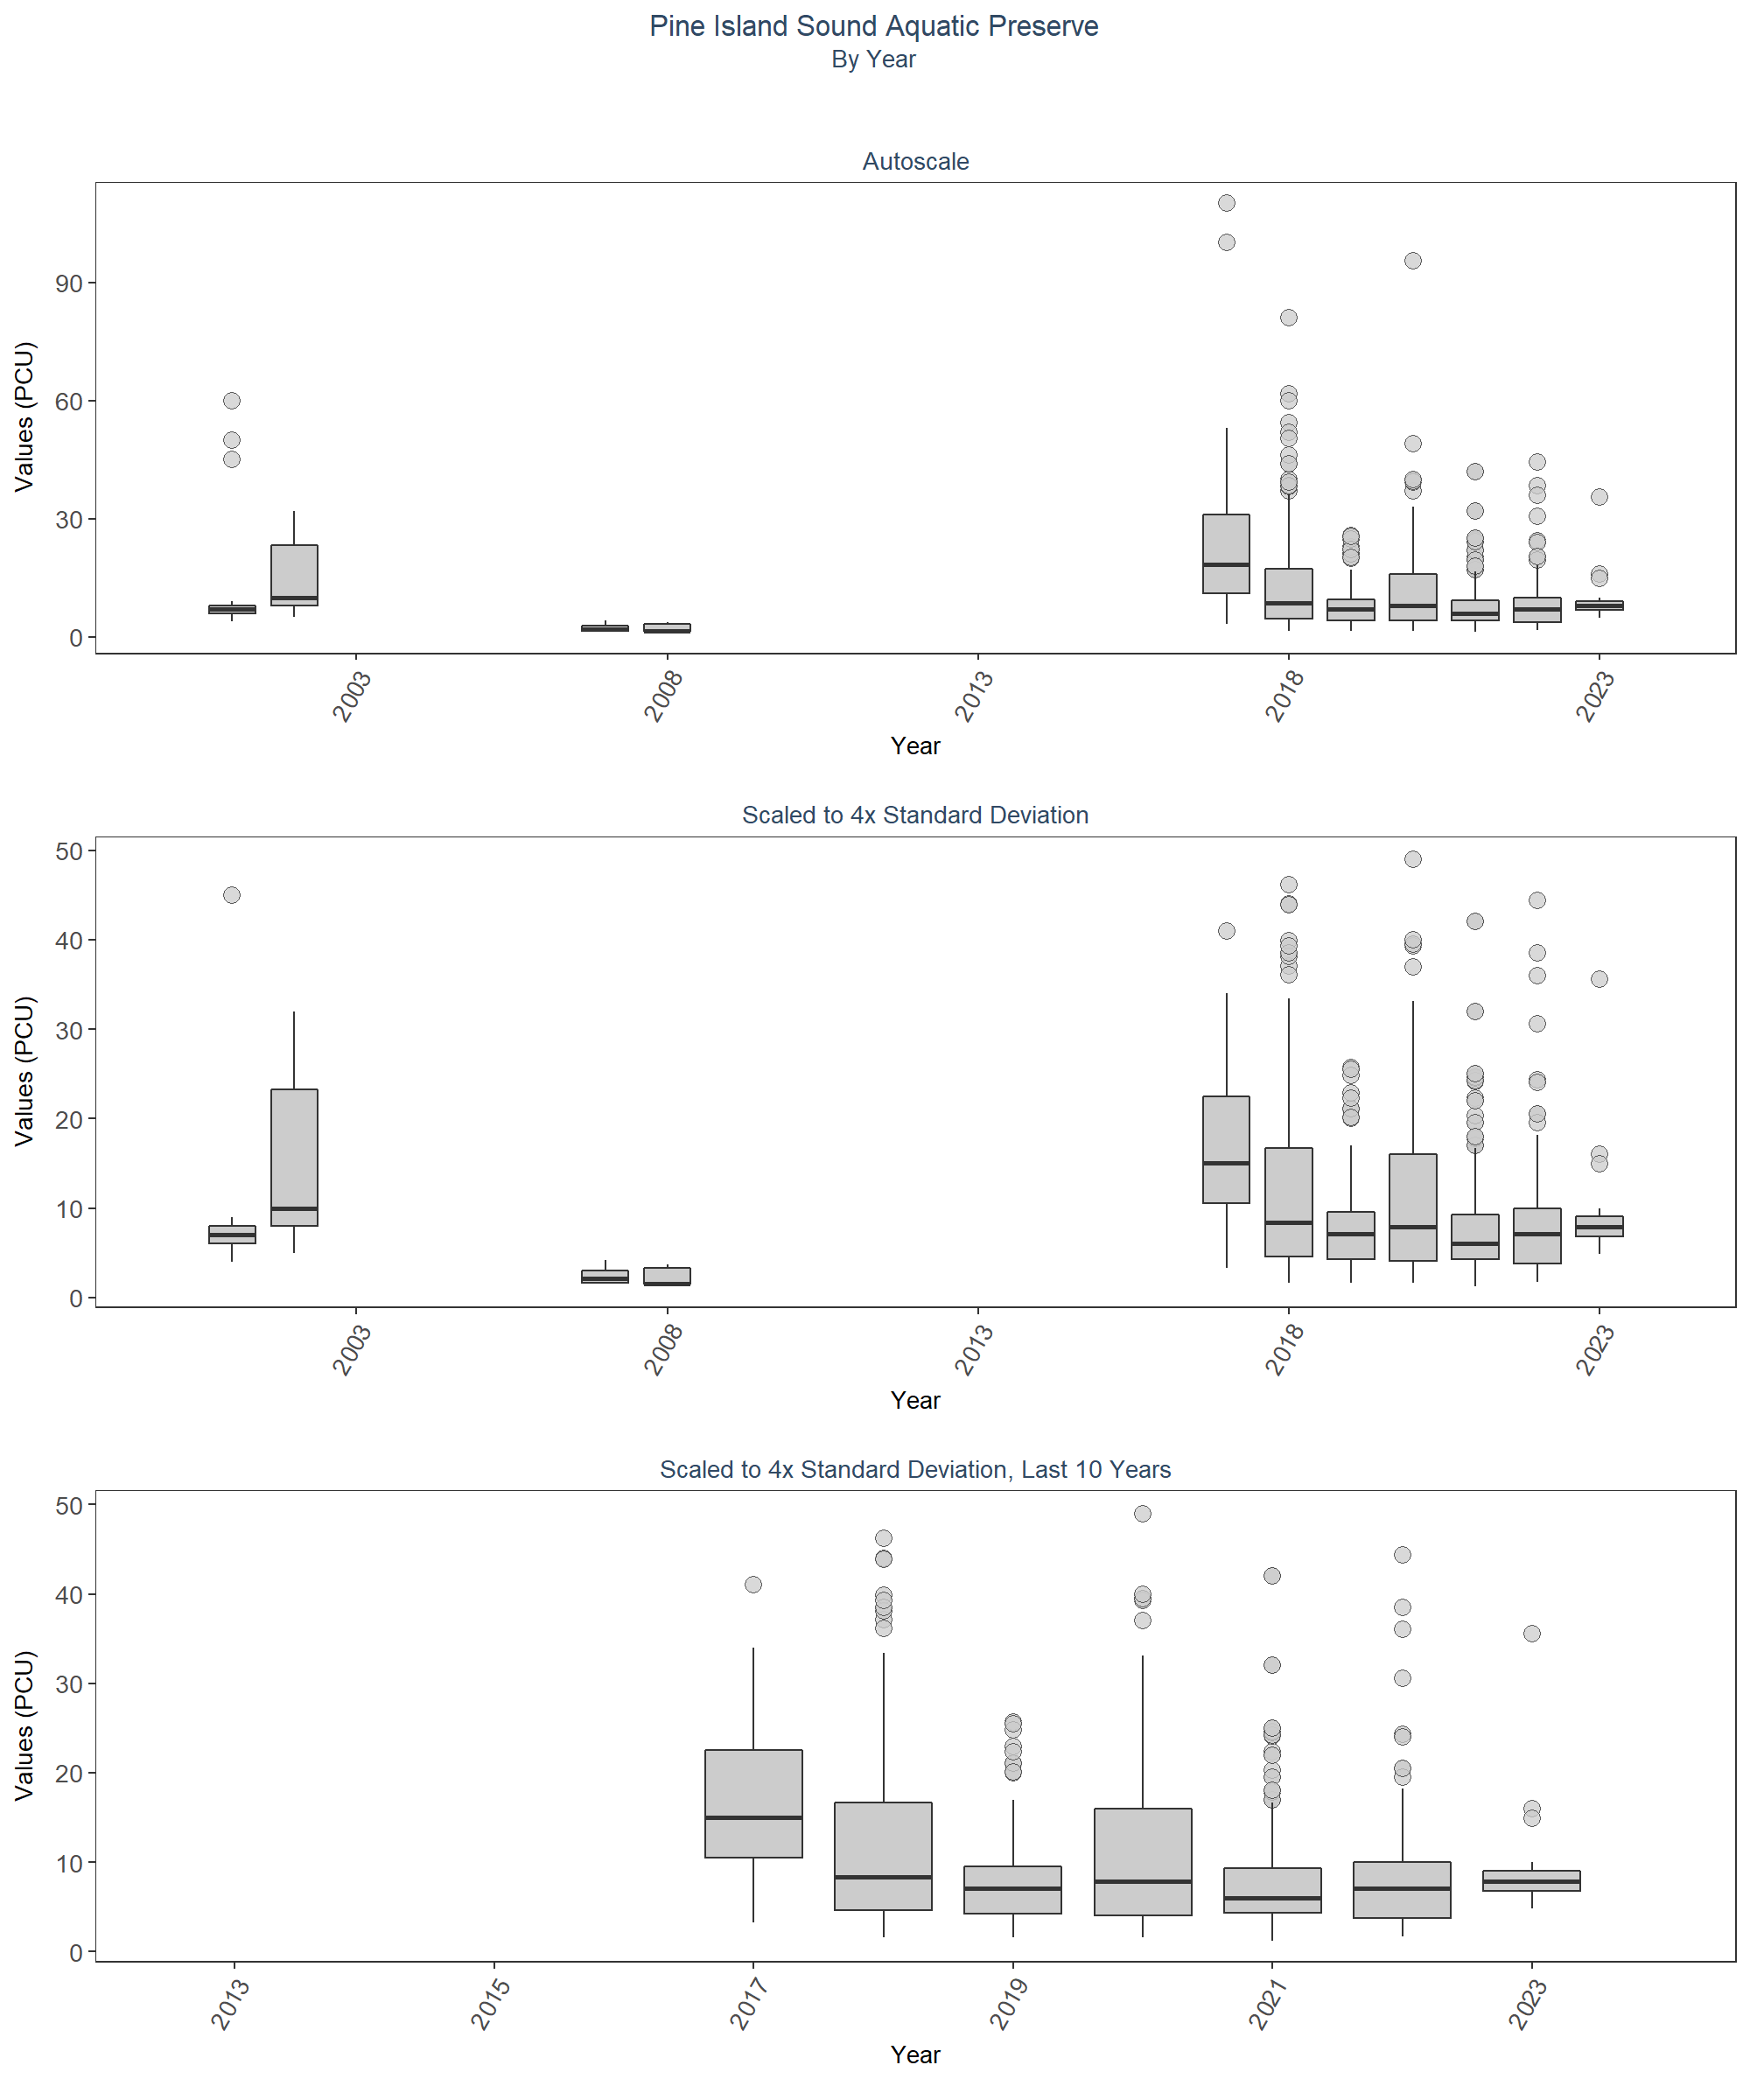 Pine Island Sound Aquatic Preserve
By Year
Autoscale
Values (PCU)
90
60
30
0
2003
2008
2013
2018
2023
Year
Scaled to 4x Standard Deviation
Values (PCU)
50
40
30
20
10
0
2003
2008
2013
2018
2023
Year
Scaled to 4x Standard Deviation, Last 10 Years
Values (PCU)
50
40
30
20
10
0
2013
2015
2017
2019
2021
2023
Year